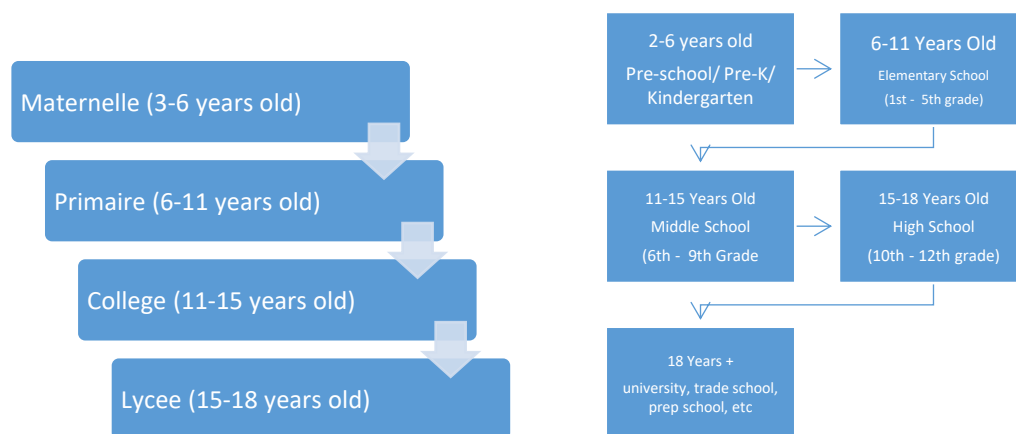 Maternelle (3-6 years old)
Primaire (6-11 years old)
College (11-15 years old)
Lycee (15-18 years old)
2-6 years old
Pre-school/ Pre-K/
Kindergarten
6-11 Years Old
Elementary School
(1st - 5th grade)
11-15 Years Old
Middle School
(6th - 9th Grade
15-18 Years Old
High School
(10th - 12th grade)
18 Years +
university, trade school,
prep school, etc